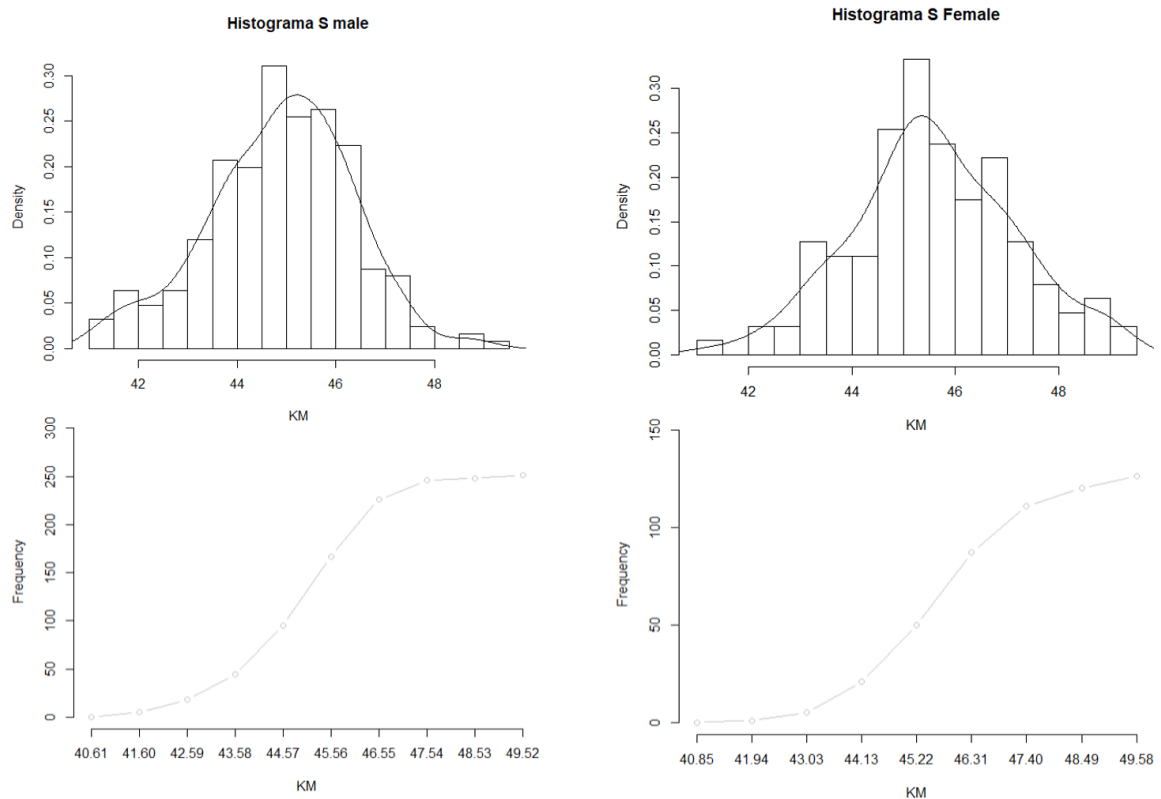 Histograma S male
Density
0.00 0.05 0.10 0.15 0.20 0.25 0.30
42 44 46 48
KM
Histograma S Female
Density
0.00 0.05 0.10 0.15 0.20 0.25 0.30
42 44 46 48
KM
Frequency
0 50 100 150 200 250 300
40.61 41.60 42.59 43.58 44.57 45.56 46.55 47.54 48.53 49.52
KM
Frequency
0 50 100 150
40.85 41.94 43.03 44.13 45.22 46.31 47.40 48.49 49.58
KM